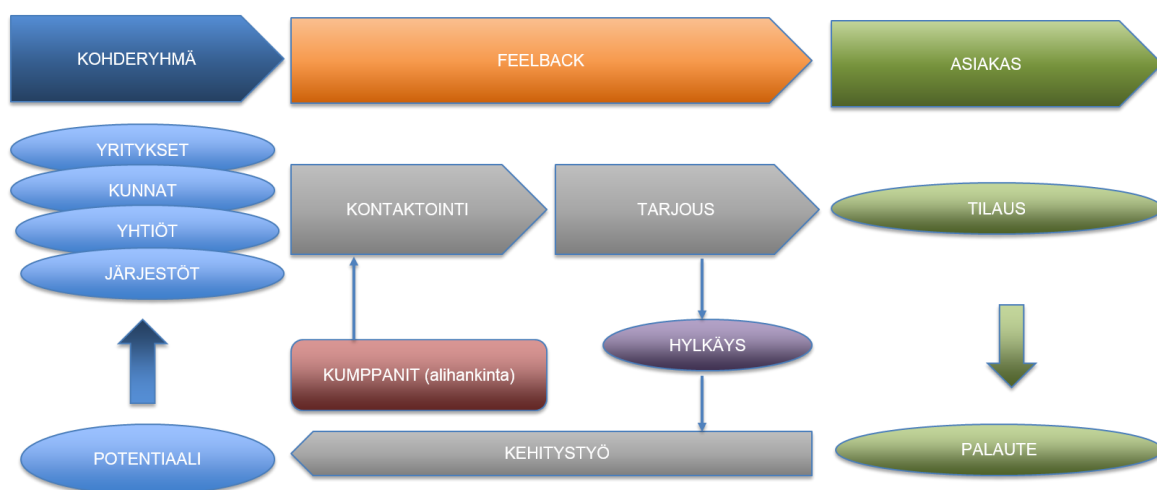 KOHDERYHMÄ
FEELBACK
ASIAKAS
YRITYKSET
KUNNAT
YHTIÖT
JÄRJESTÖT
KONTAKTOINTI
TARJOUS
TILAUS
HYLKÄYS
KUMPPANIT (alihankinta)
POTENTIAALI
KEHITYSTYÖ
PALAUTE